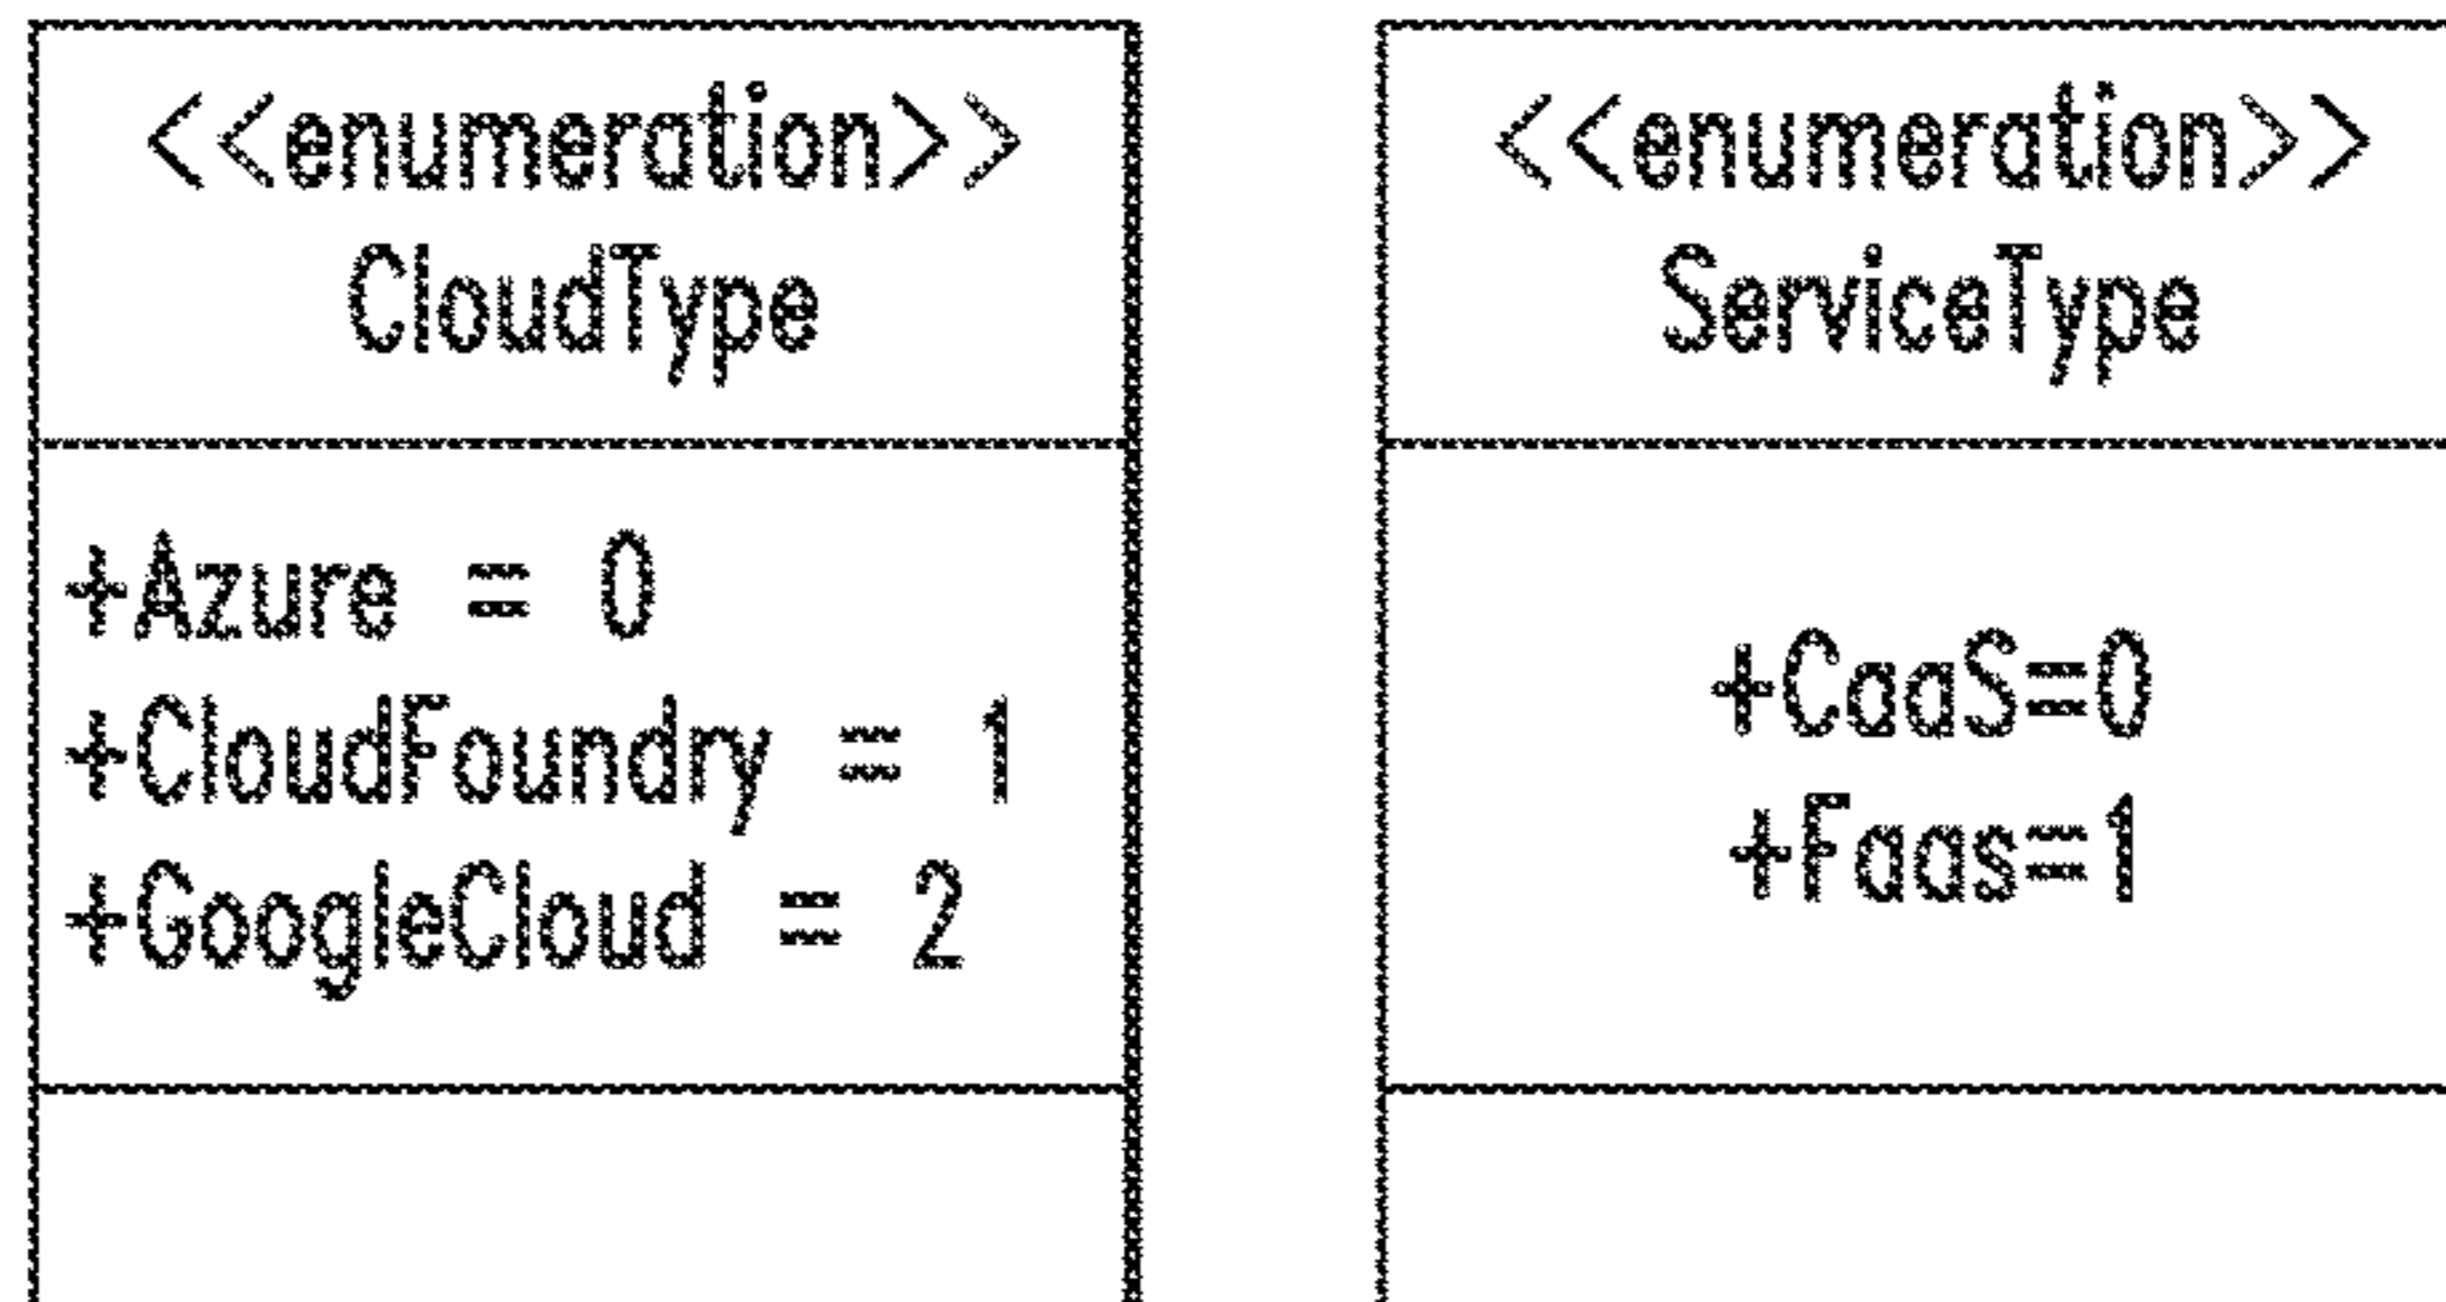 <<enumeration>>
CloudType
+Azure = 0
+CloudFoundry = 1
+GoogleCloud = 2
<<enumeration>>
ServiceType
+CaaS=0
+Faas=1